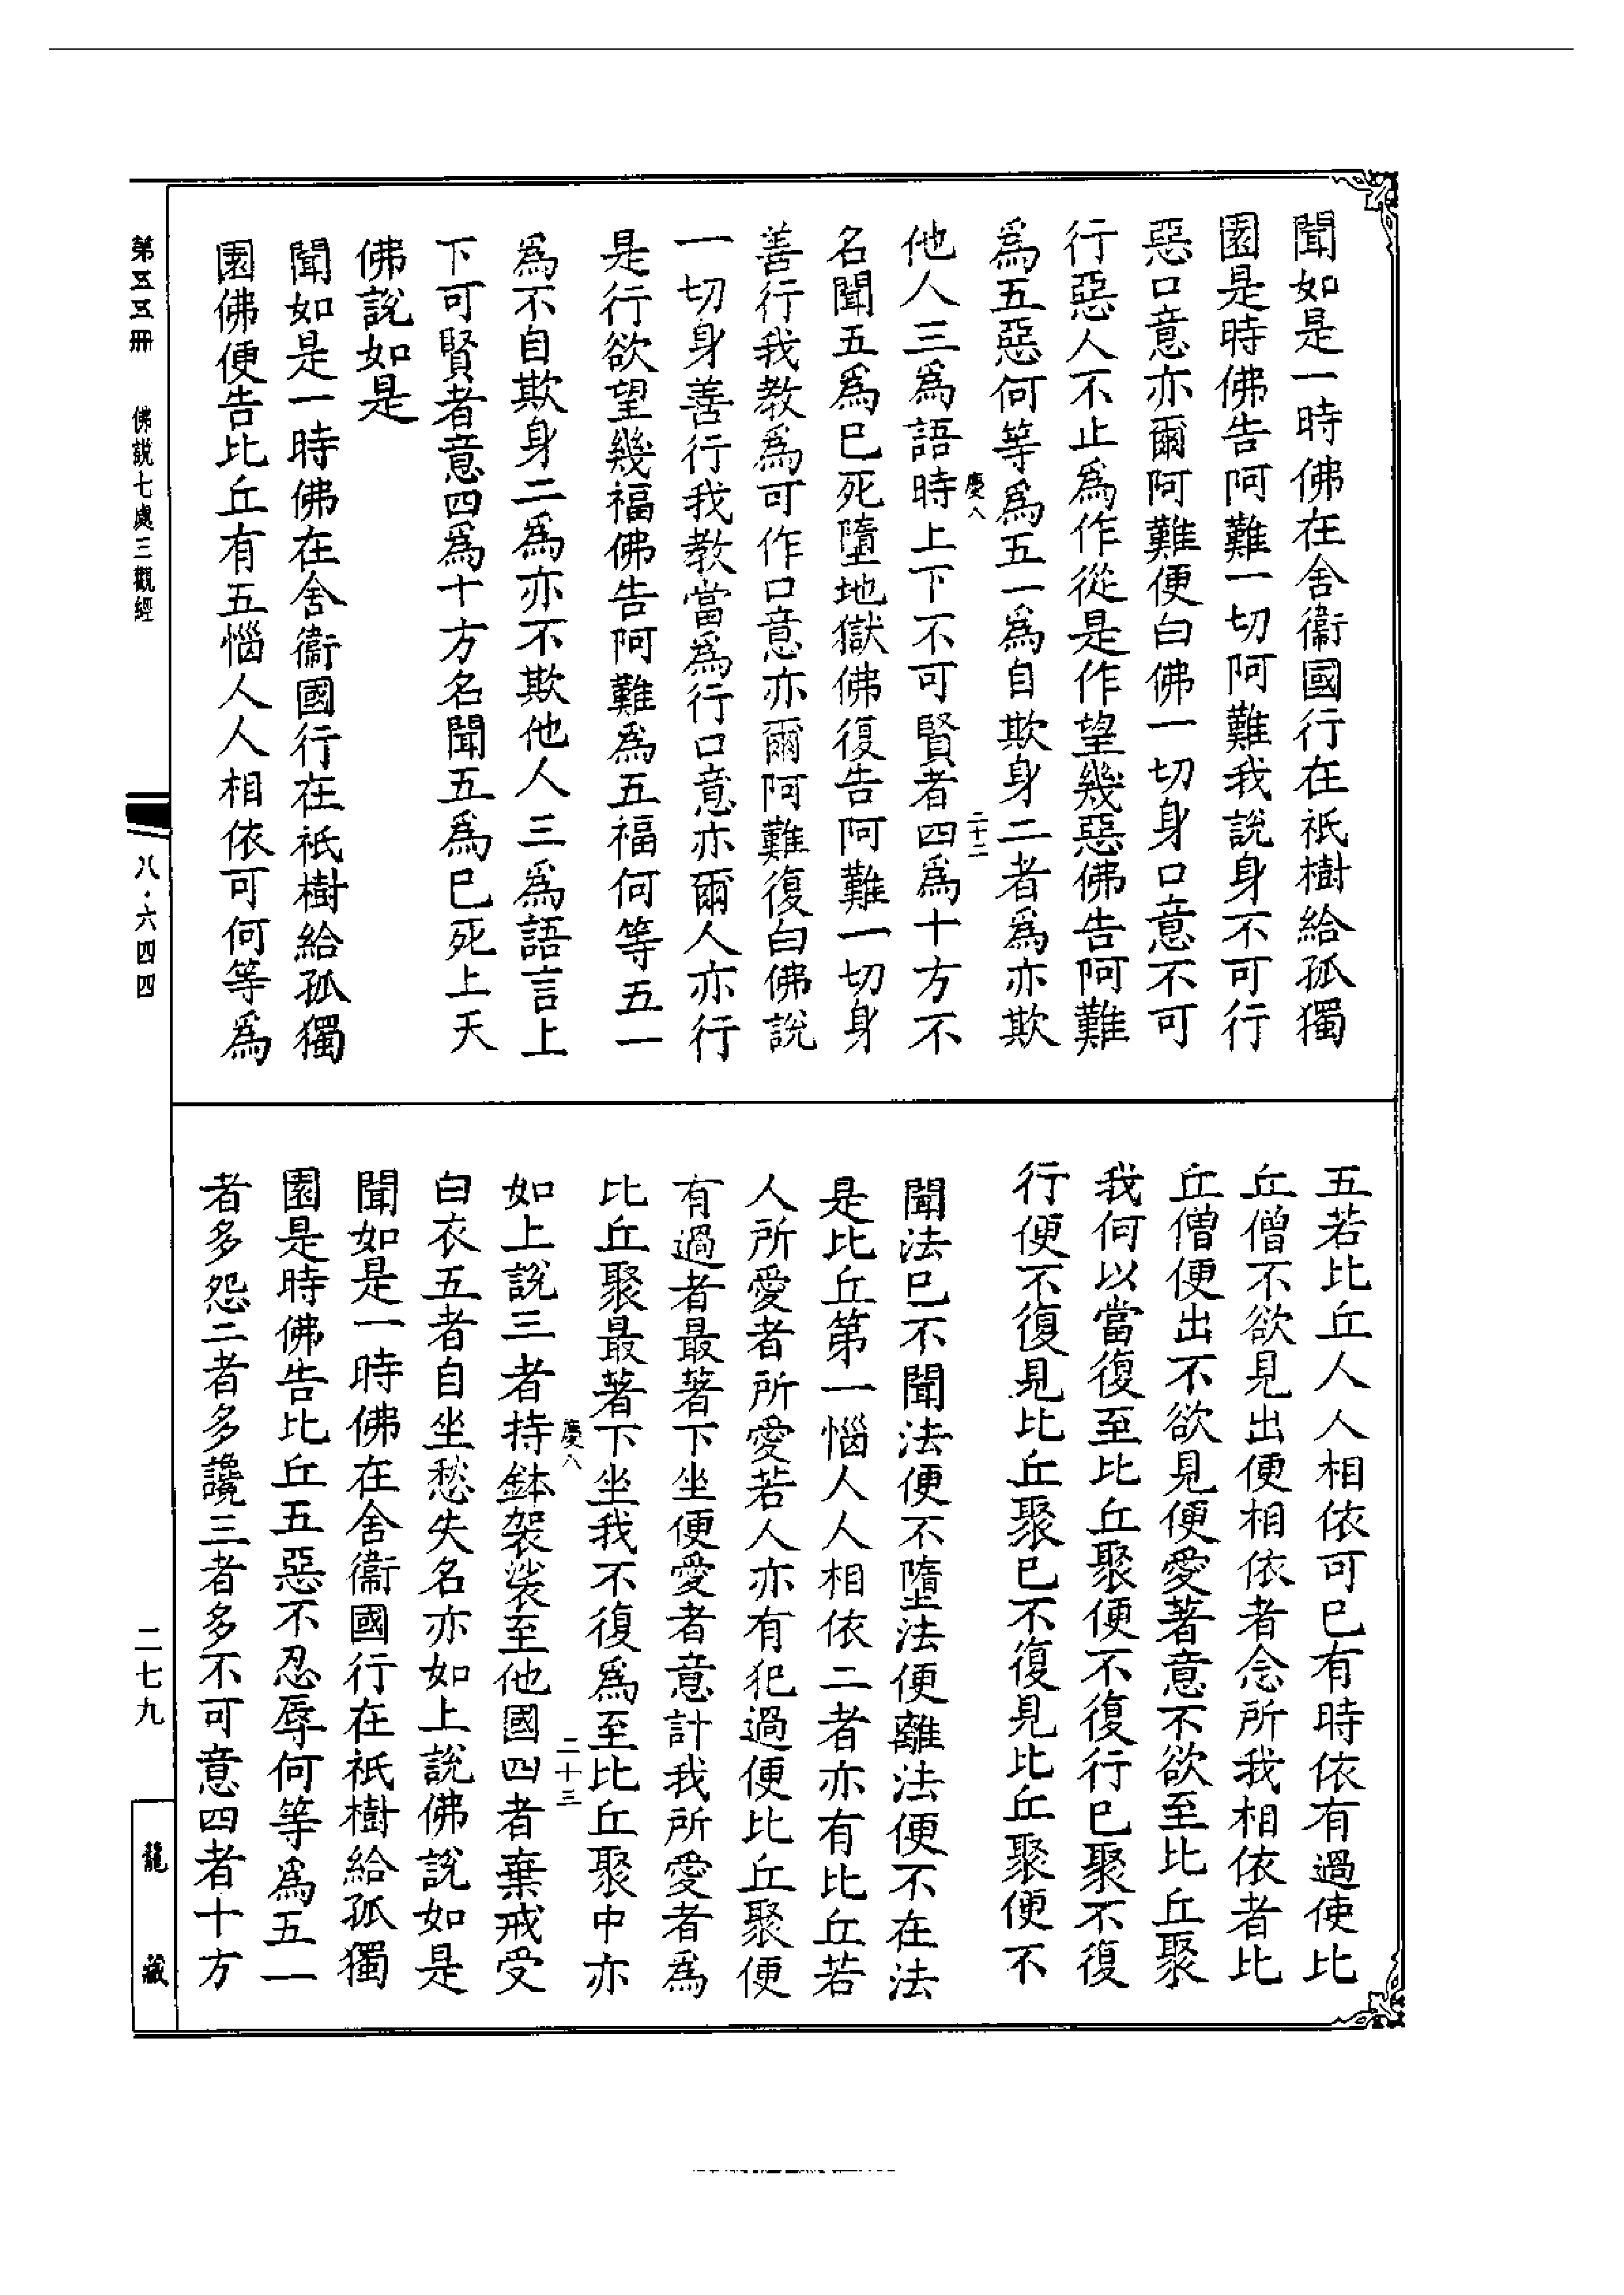 聞如是一時佛在舍衞國行在祇樹給孤獨
園是時佛告阿難一切阿難我說身不可行
惡口意亦爾阿難便白佛一切身口意不可
行惡人不止為作從是作望幾惡佛告阿難
為五惡何等為五一為自欺身二者為亦欺
慶八
二十二
他人三為語時上下不可賢者四為十方不
名聞五為已死墮地獄佛復告阿難一切身
善行我教為可作口意亦爾阿難復白佛說
一切身善行我教當為行口意亦爾人亦行
是行欲望幾福佛告阿難為五福何等五一
為不自欺身二為亦不欺他人三為語言上
下可賢者意四為十方名聞五為已死上天
佛說如是
聞如是一時佛在舍衞國行在祇樹給孤獨
園佛便告比丘有五惱人人相依可何等為
五若比丘人人相依可已有時依有過使比
丘僧不欲見出便相依者念所我相依者比
丘僧便出不欲見便愛著意不欲至比丘聚
我何以當復至比丘聚便不復行已聚不復
行便不復見比丘聚已不復見比丘聚便不
聞法已不聞法便不墮法便離法便不在法
是比丘第一惱人人相依二者亦有比丘若
人所愛者所愛若人亦有犯過便比丘聚便
有過者最著下坐便愛者意計我所愛者為
比丘聚最著下坐我不復為至比丘聚中亦
慶八
二十三
如上說三者持鉢袈裟至他國四者棄戒受
白衣五者自坐愁失名亦如上說佛說如是
聞如是一時佛在舍衞國行在祇樹給孤獨
園是時佛告比丘五惡不忍辱何等為五一
者多怨二者多讒三者多不可意四者十方
第五五冊
佛說七處三觀經
八·六四四
二七九
龍藏